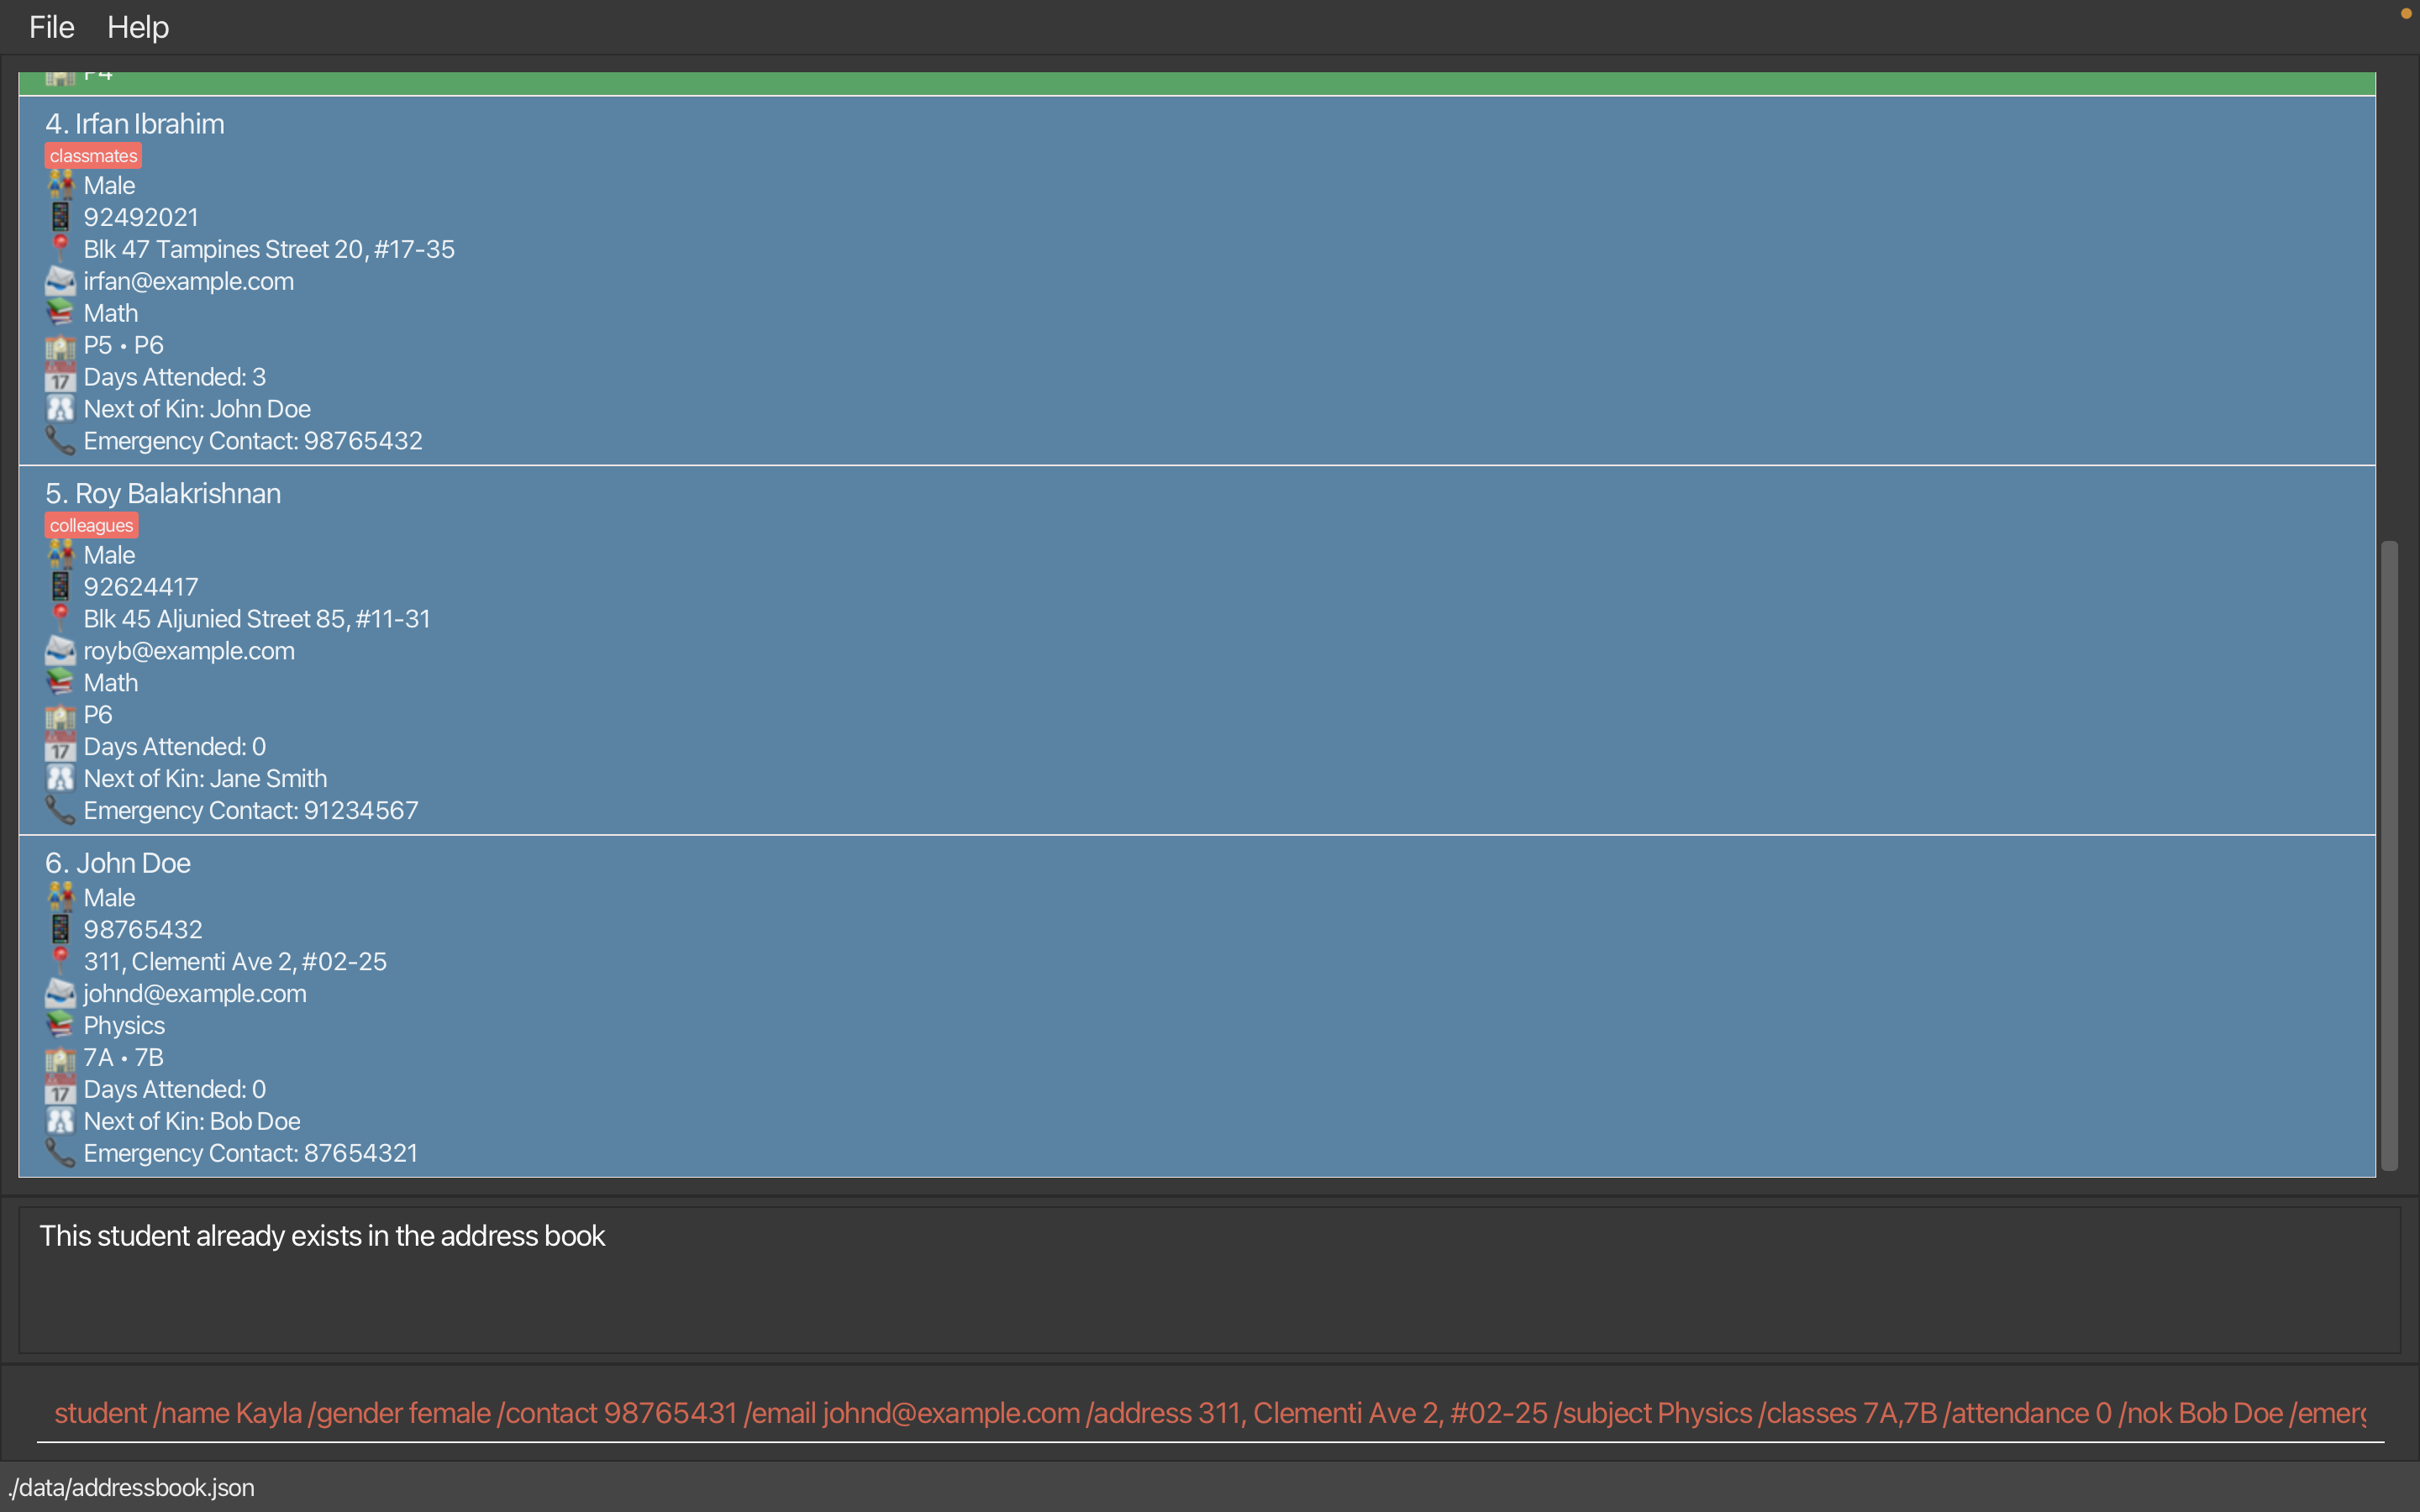 File Help
P4
4. Irfan Ibrahim
classmates
Male
92492021
Blk 47 Tampines Street 20, #17-35
irfan@example.com
Math
P5 • P6
17 Days Attended: 3
Next of Kin: John Doe
Emergency Contact: 98765432
5. Roy Balakrishnan
colleagues
Male
92624417
Blk 45 Aljunied Street 85, #11-31
royb@example.com
Math
P6
17 Days Attended: 0
Next of Kin: Jane Smith
Emergency Contact: 91234567
6. John Doe
Male
98765432
311, Clementi Ave 2, #02-25
johnd@example.com
Physics
7A • 7B
17 Days Attended: 0
Next of Kin: Bob Doe
Emergency Contact: 87654321
This student already exists in the address book
student /name Kayla /gender female /contact 98765431 /email johnd@example.com /address 311, Clementi Ave 2, #02-25 /subject Physics /classes 7A,7B /attendance 0 /nok Bob Doe /emerg
./data/addressbook.json